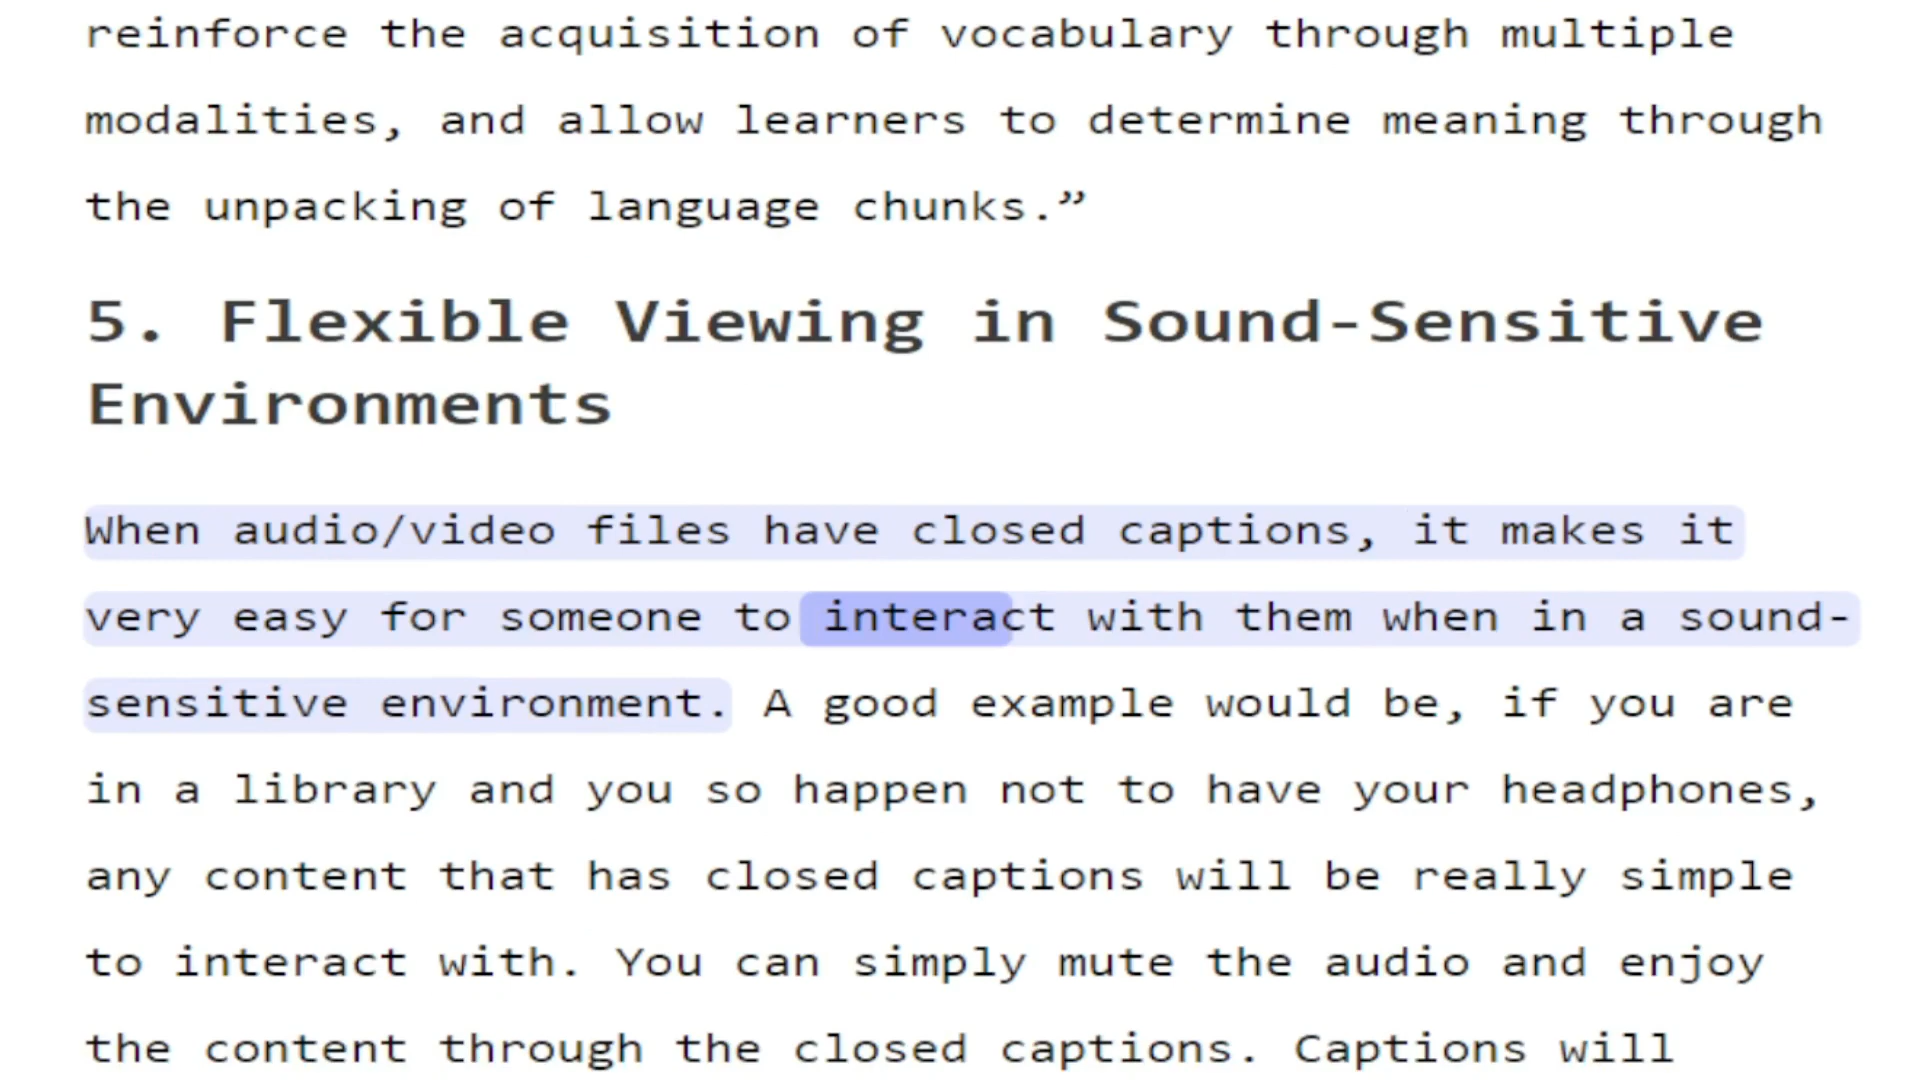 reinforce the acquisition of vocabulary through multiple
modalities, and allow learners to determine meaning through
the unpacking of language chunks.”
5. Flexible Viewing in Sound-Sensitive
Environments
When audio/video files have closed captions, it makes it
very easy for someone to interact with them when in a sound-
sensitive environment. A good example would be, if you are
in a library and you so happen not to have your headphones,
any content that has closed captions will be really simple
to interact with. You can simply mute the audio and enjoy
the content through the closed captions. Captions will